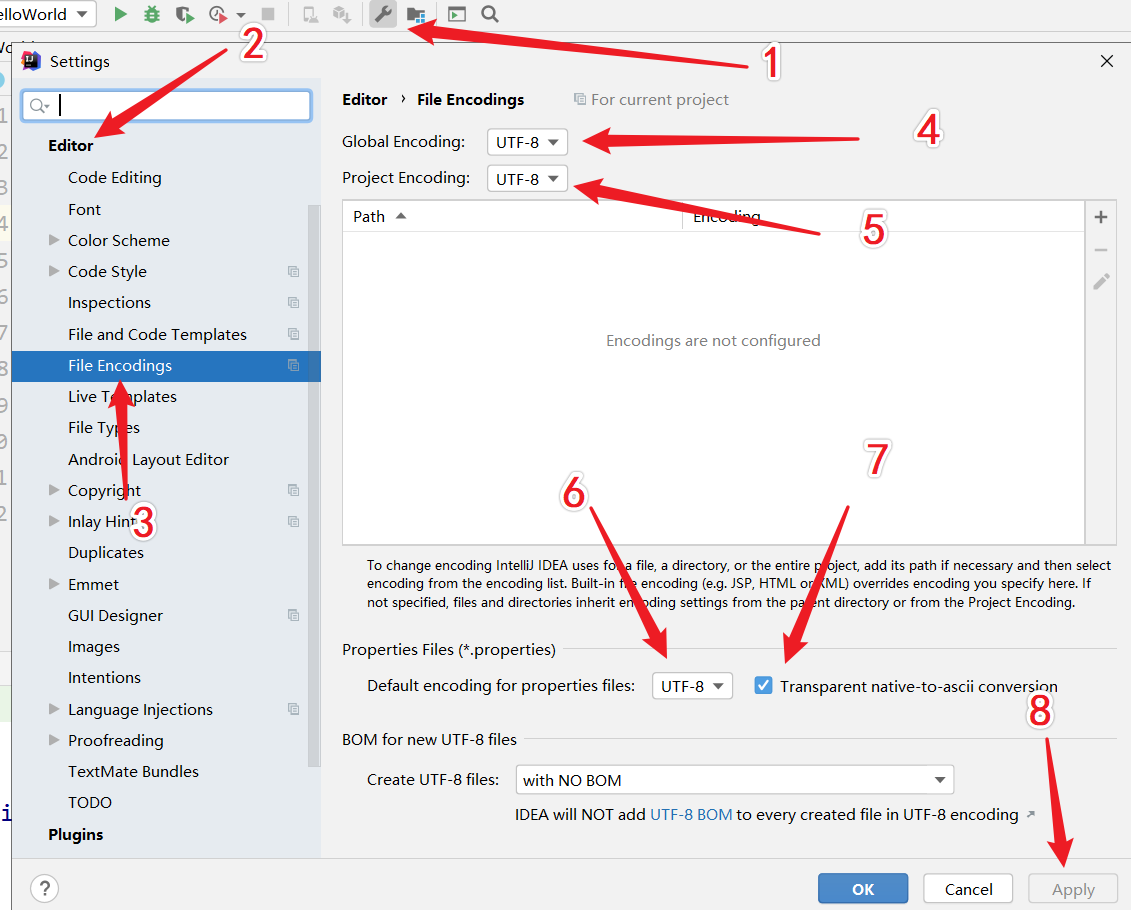 elloWorld
Settings
Editor
Code Editing
Font
Color Scheme
Code Style
Inspections
File and Code Templates
File Encodings
Live Templates
File Types
Android Layout Editor
Copyright
Inlay Hint
Duplicates
Emmet
GUI Designer
Images
Intentions
Language Injections
Proofreading
TextMate Bundles
TODO
Plugins
Editor › File Encodings For current project
Global Encoding: UTF-8
Project Encoding: UTF-8
Path Encoding
Encodings are not configured
To change encoding IntelliJ IDEA uses for a file, a directory, or the entire project, add its path if necessary and then select
encoding from the encoding list. Built-in file encoding (e.g. JSP, HTML or XML) overrides encoding you specify here. If
not specified, files and directories inherit encoding settings from the parent directory or from the Project Encoding.
Properties Files (*.properties)
Default encoding for properties files: UTF-8 Transparent native-to-ascii conversion
BOM for new UTF-8 files
Create UTF-8 files: with NO BOM
IDEA will NOT add UTF-8 BOM to every created file in UTF-8 encoding
? OK Cancel Apply
1
2
3
4
5
6
7
8